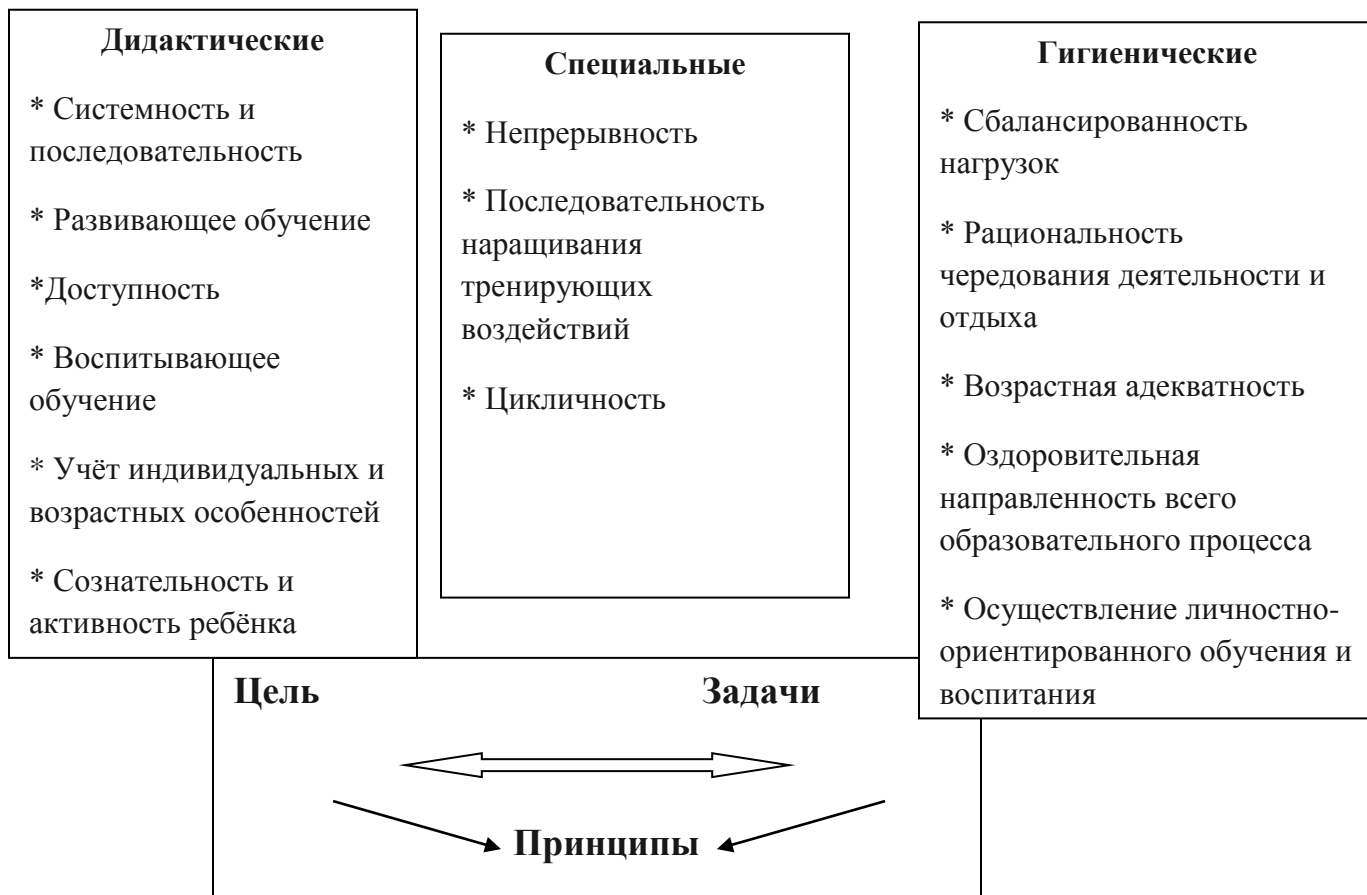 Дидактические
* Системность и
последовательность
* Развивающее обучение
*Доступность
* Воспитывающее
обучение
* Учёт индивидуальных и
возрастных особенностей
* Сознательность и
активность ребёнка
Специальные
* Непрерывность
* Последовательность
наращивания
тренирующих
воздействий
* Цикличность
Гигиенические
* Сбалансированность
нагрузок
* Рациональность
чередования деятельности и
отдыха
* Возрастная адекватность
* Оздоровительная
направленность всего
образовательного процесса
* Осуществление личностно-
ориентированного обучения и
воспитания
Цель Задачи
Принципы